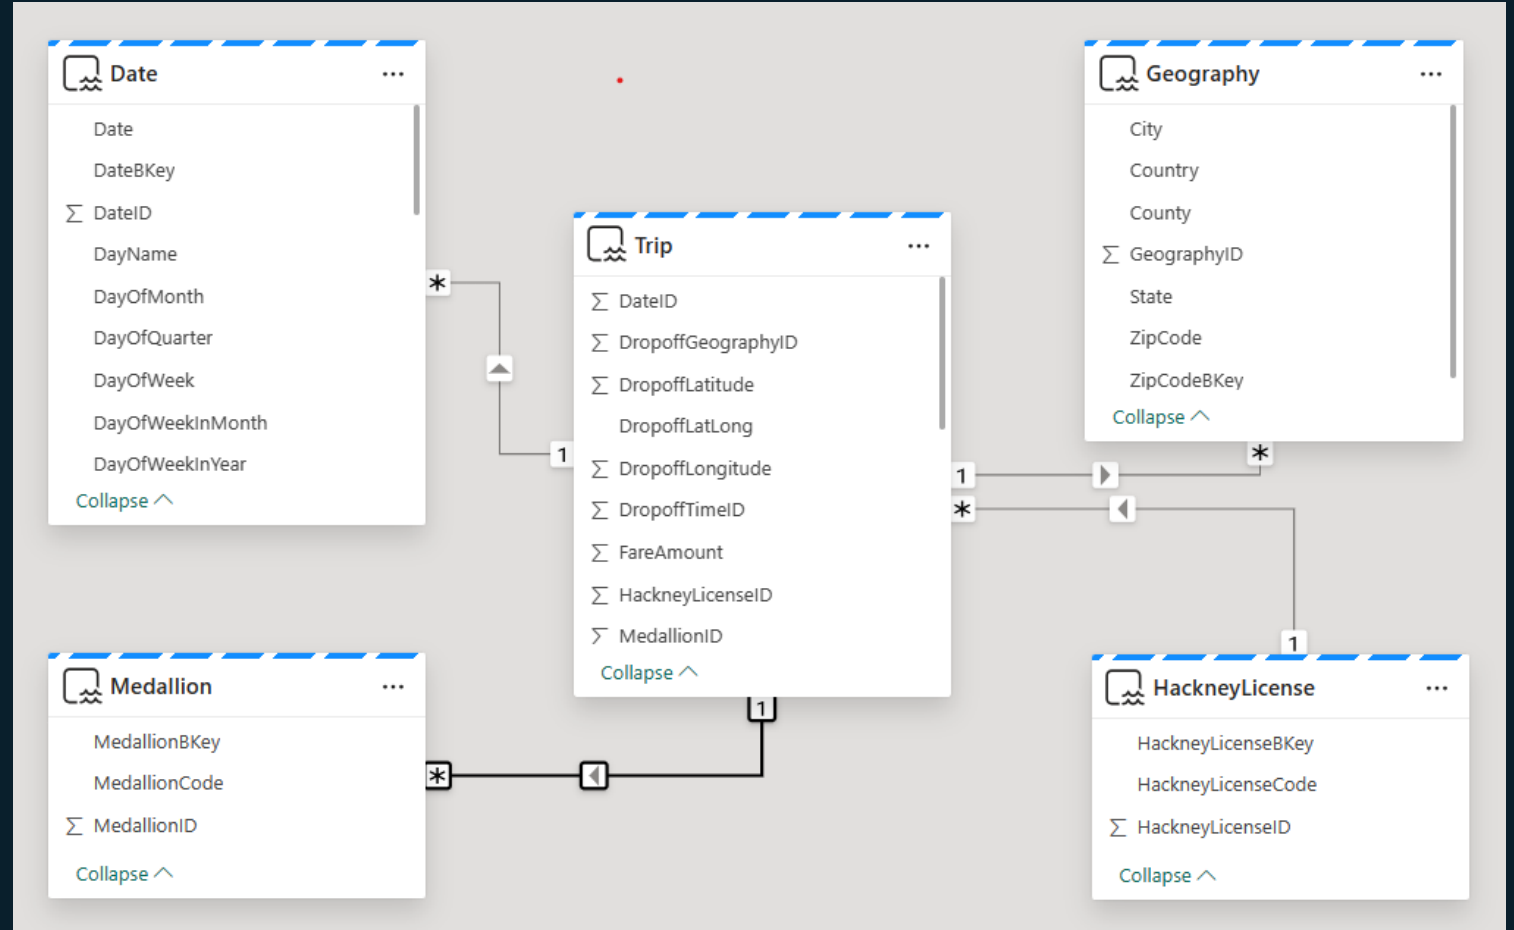 Date
...
Date
DateBKey
∑ DateID
DayName
DayOfMonth
DayOfQuarter
DayOfWeek
DayOfWeekInMonth
DayOfWeekInYear
Collapse
*
1
Trip
...
∑ DateID
∑ DropoffGeographyID
∑ DropoffLatitude
DropoffLatLong
∑ DropoffLongitude
∑ DropoffTimeID
∑ FareAmount
∑ HackneyLicenseID
∑ MedallionID
Collapse
Geography
...
City
Country
County
∑ GeographyID
State
ZipCode
ZipCodeBKey
Collapse
1
*
*
1
Medallion
...
MedallionBKey
MedallionCode
∑ MedallionID
Collapse
*
1
HackneyLicense
...
HackneyLicenseBKey
HackneyLicenseCode
∑ HackneyLicenseID
Collapse